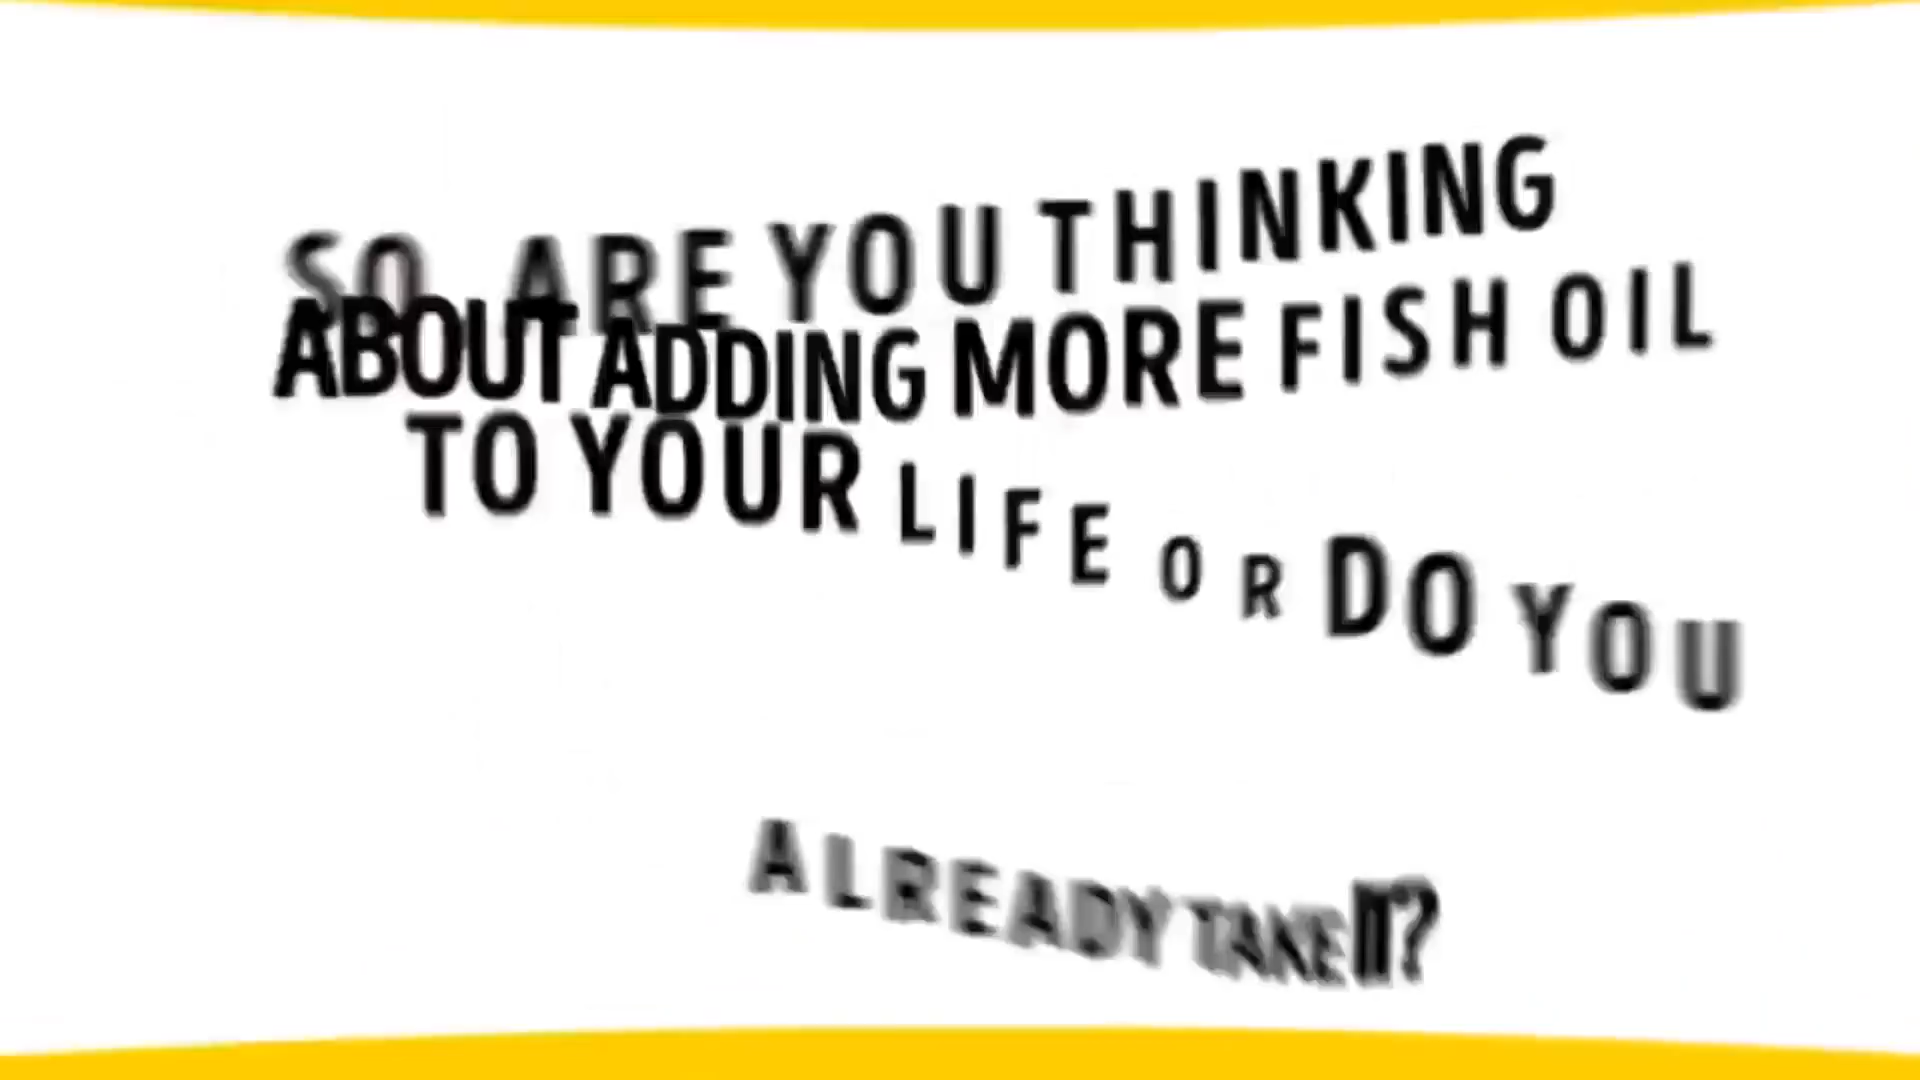 SO ARE YOU THINKING
ABOUT ADDING MORE FISH OIL
TO YOUR LIFE OR DO YOU
ALREADY TAKE IT?